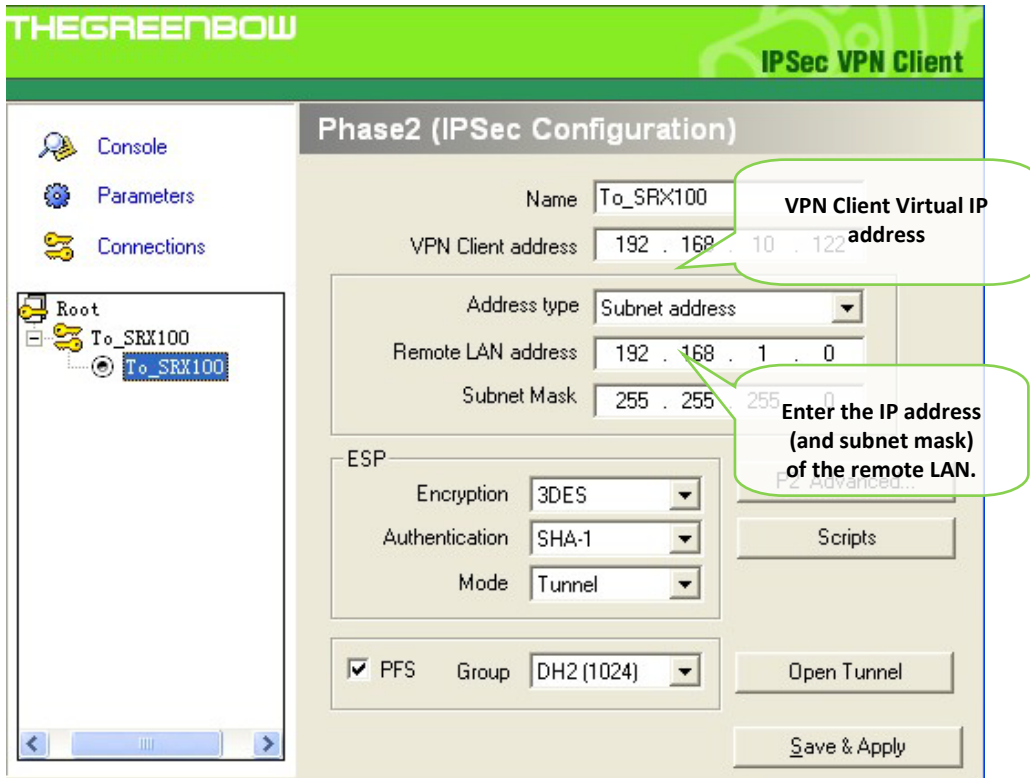 THEGREENBOW
IPSec VPN Client
Console
Parameters
Connections
Root
To_SRX100
To_SRX100
Phase2 (IPSec Configuration)
Name To_SRX100
VPN Client address 192 . 168 . 10 . 122
VPN Client Virtual IP
address
Address type Subnet address
Remote LAN address 192 . 168 . 1 . 0
Subnet Mask 255 . 255 . 255 . 0
Enter the IP address
(and subnet mask)
of the remote LAN.
P2 Advanced...
ESP
Encryption 3DES
Authentication SHA-1
Mode Tunnel
Scripts
PFS Group DH2 (1024)
Open Tunnel
Save & Apply